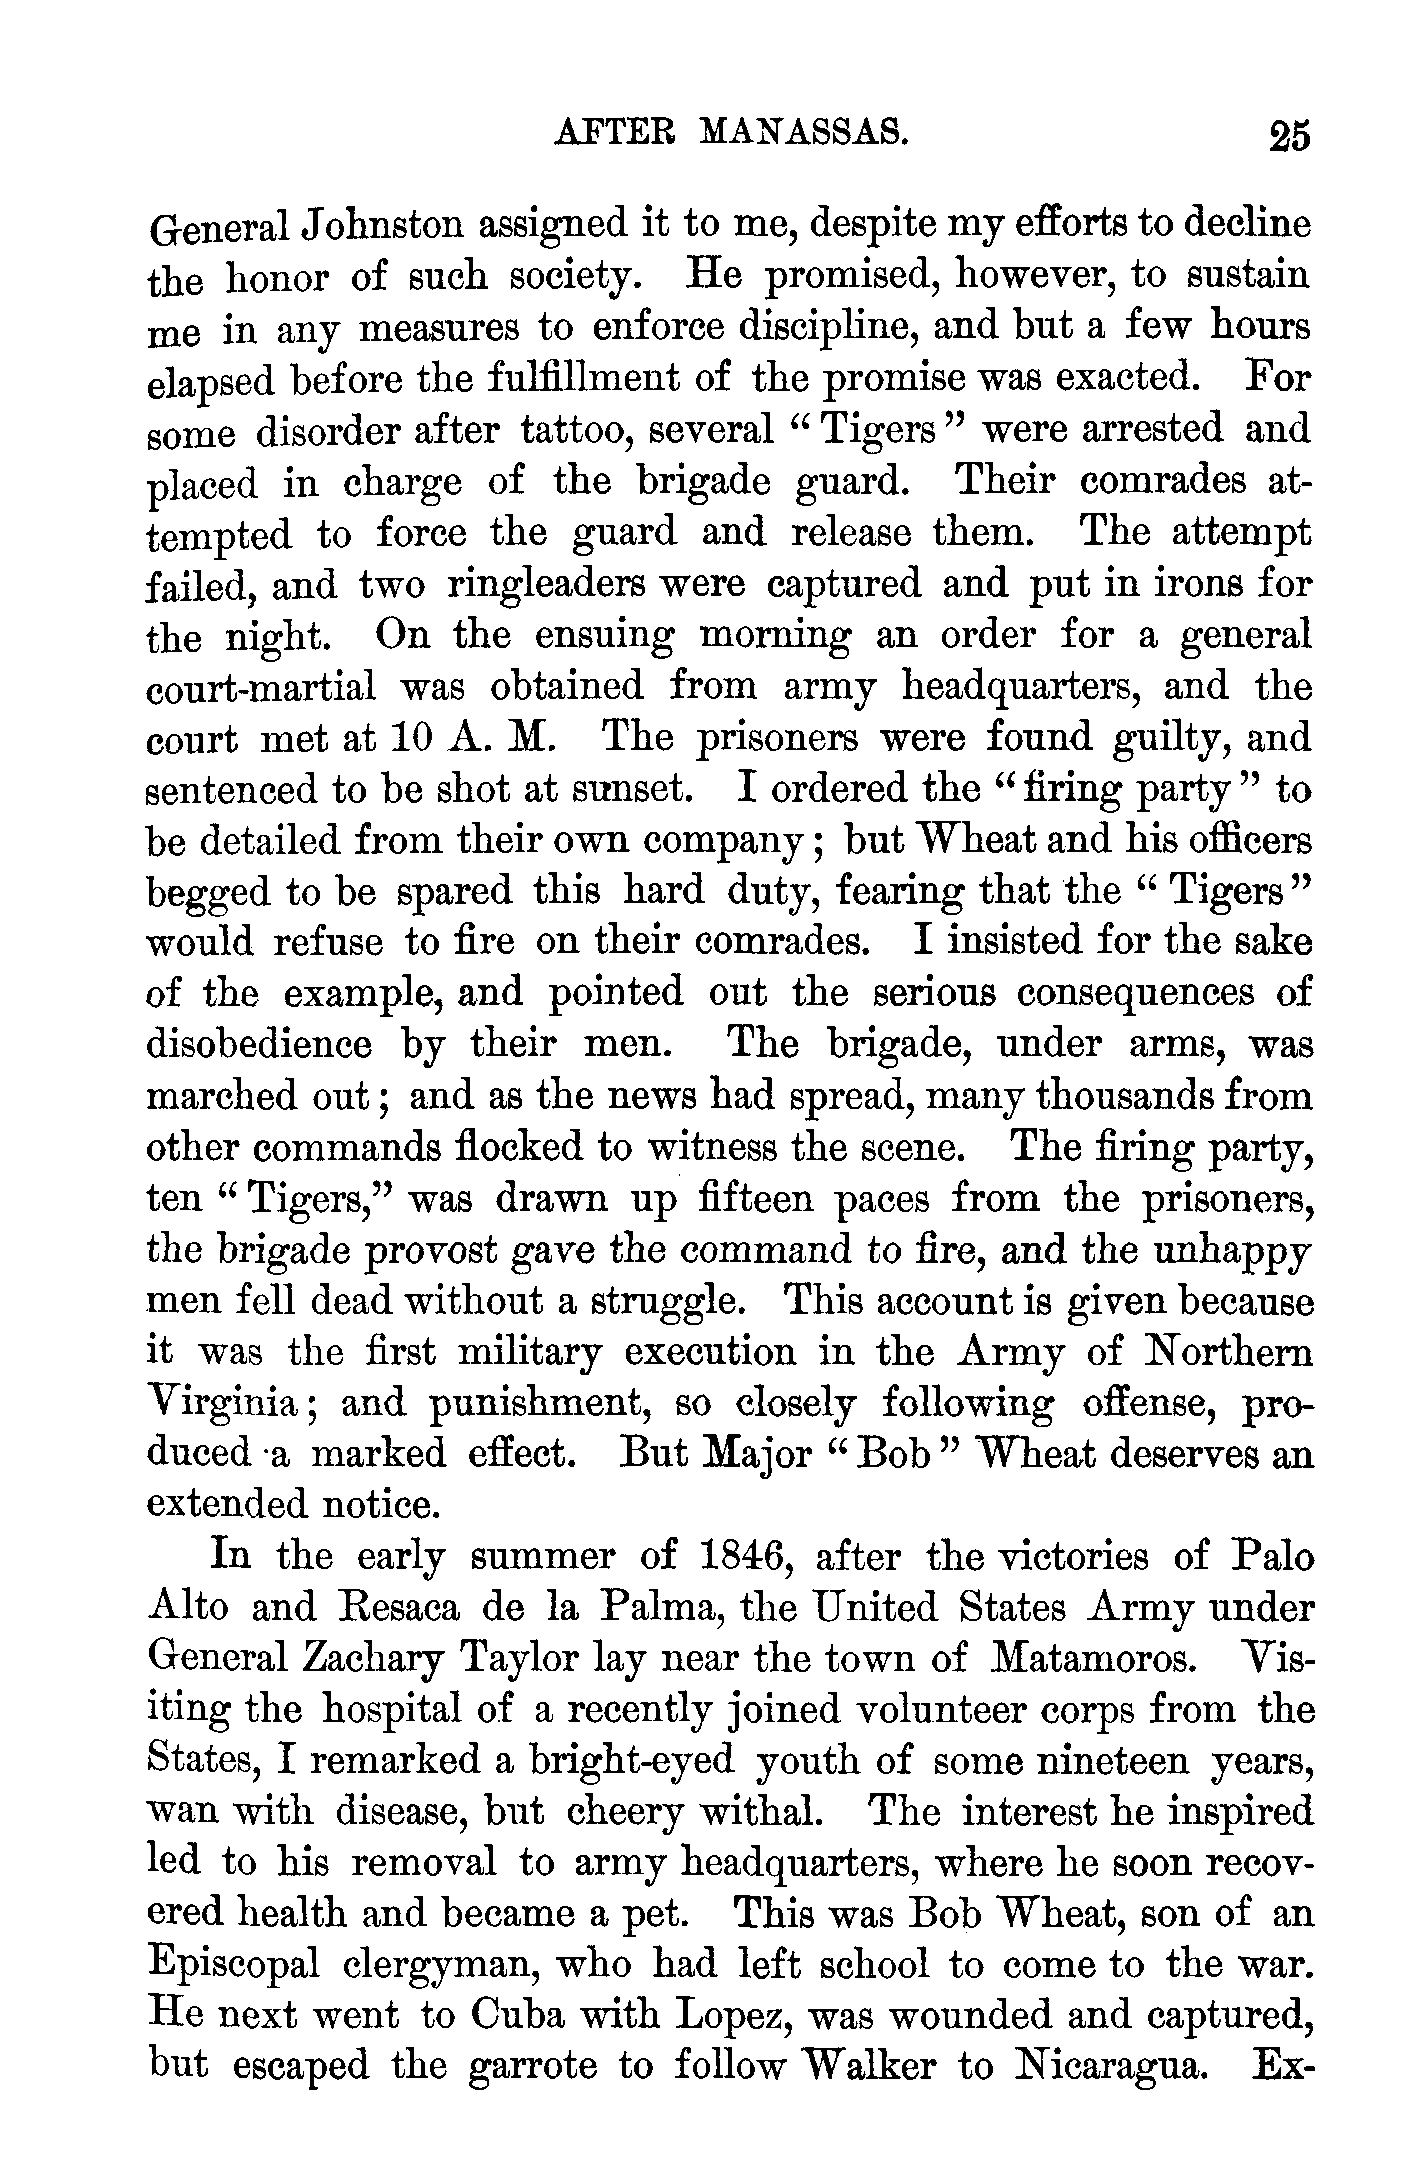 AFTER MANASSAS. 25
General Johnston assigned it to me, despite my efforts to decline
the honor of such society. He promised, however, to sustain
me in any measures to enforce discipline, and but a few hours
elapsed before the fulfillment of the promise was exacted. For
some disorder after tattoo, several “ Tigers ” were arrested and
placed in charge of the brigade guard. Their comrades at-
tempted to force the guard and release them. The attempt
failed, and two ringleaders were captured and put in irons for
the night. On the ensuing morning an order for a general
court-martial was obtained from army headquarters, and the
court met at 10 A. M. The prisoners were found guilty, and
sentenced to be shot at sunset. I ordered the “ firing party ” to
be detailed from their own company ; but Wheat and his officers
begged to be spared this hard duty, fearing that the “ Tigers ”
would refuse to fire on their comrades. I insisted for the sake
of the example, and pointed out the serious consequences of
disobedience by their men. The brigade, under arms, was
marched out ; and as the news had spread, many thousands from
other commands flocked to witness the scene. The firing party,
ten “ Tigers,” was drawn up fifteen paces from the prisoners,
the brigade provost gave the command to fire, and the unhappy
men fell dead without a struggle. This account is given because
it was the first military execution in the Army of Northern
Virginia ; and punishment, so closely following offense, pro-
duced a marked effect. But Major “ Bob ” Wheat deserves an
extended notice.
In the early summer of 1846, after the victories of Palo
Alto and Resaca de la Palma, the United States Army under
General Zachary Taylor lay near the town of Matamoros. Vis-
iting the hospital of a recently joined volunteer corps from the
States, I remarked a bright-eyed youth of some nineteen years,
wan with disease, but cheery withal. The interest he inspired
led to his removal to army headquarters, where he soon recov-
ered health and became a pet. This was Bob Wheat, son of an
Episcopal clergyman, who had left school to come to the war.
He next went to Cuba with Lopez, was wounded and captured,
but escaped the garrote to follow Walker to Nicaragua. Ex-